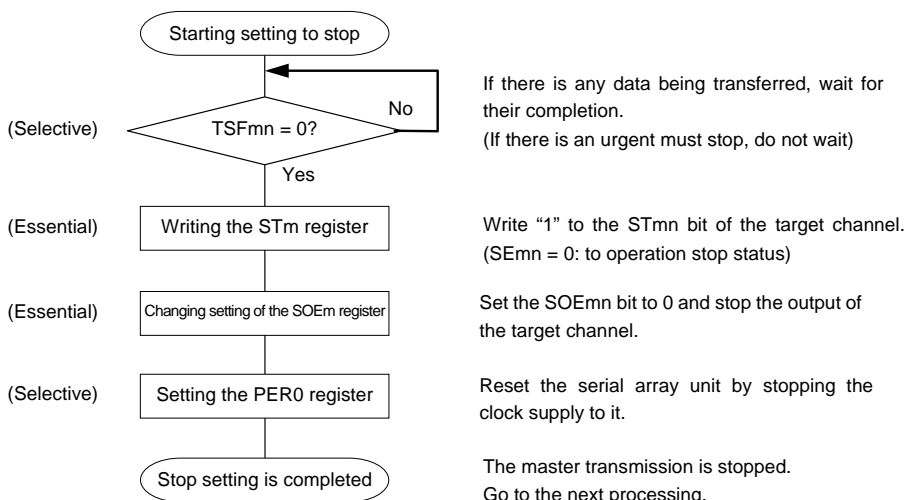 Starting setting to stop
If there is any data being transferred, wait for
their completion.
(If there is an urgent must stop, do not wait)
(Selective)
TSFmn = 0?
No
Yes
(Essential)
Writing the STm register
Write “1” to the STmn bit of the target channel.
(SEmn = 0: to operation stop status)
(Essential)
Changing setting of the SOEm register
Set the SOEmn bit to 0 and stop the output of
the target channel.
(Selective)
Setting the PER0 register
Reset the serial array unit by stopping the
clock supply to it.
Stop setting is completed
The master transmission is stopped.
Go to the next processing.